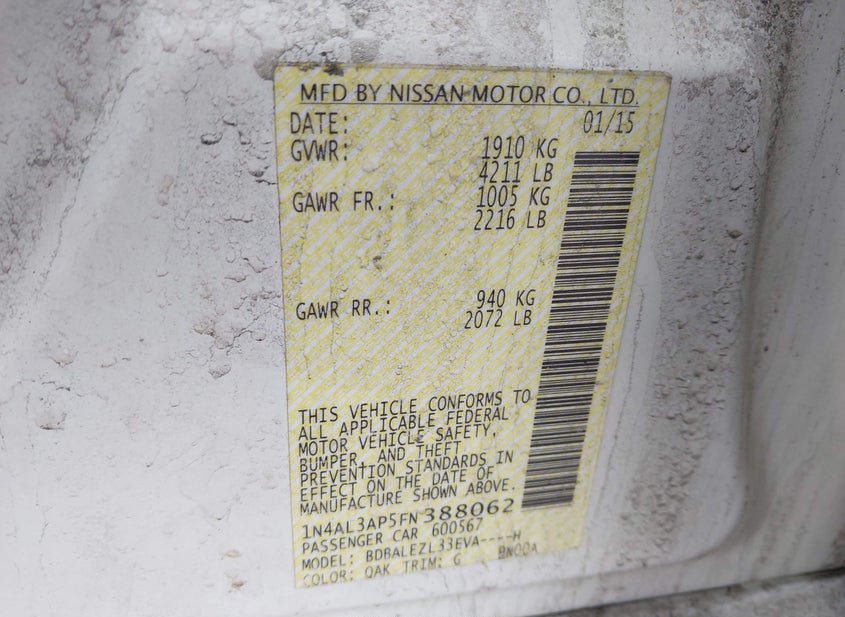 MFD BY NISSAN MOTOR CO., LTD.
DATE: 01/15
GVWR: 1910 KG
4211 LB
GAWR FR.: 1005 KG
2216 LB
GAWR RR.: 940 KG
2072 LB
THIS VEHICLE CONFORMS TO
ALL APPLICABLE FEDERAL
MOTOR VEHICLE SAFETY,
BUMPER, AND THEFT
PREVENTION STANDARDS IN
EFFECT ON THE DATE OF
MANUFACTURE SHOWN ABOVE.
1N4AL3AP5FN388062
PASSENGER CAR 600567
MODEL: BDBALEZL33EVA----H
COLOR: QAK TRIM: G